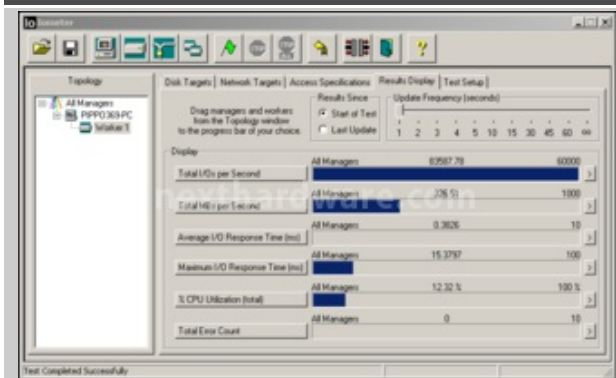 Iometer
Topology
All Managers
PIPPO369-PC
Worker 1
Disk Targets
Network Targets
Access Specifications
Results Display
Test Setup
Drag managers and workers
from the Topology window
to the progress bar of your choice.
Results Since
Start of Test
Last Update
Update Frequency (seconds)
1 2 3 4 5 10 15 30 45 60 oo
Display
All Managers 83587.78 60000
Total I/Os per Second
All Managers 326.51 1000
Total MBs per Second
nexthardware.com
All Managers 0.3826 10
Average I/O Response Time (ms)
All Managers 15.3797 100
Maximum I/O Response Time (ms)
All Managers 12.32 % 100 %
% CPU Utilization (total)
All Managers 0 10
Total Error Count
Test Completed Successfully